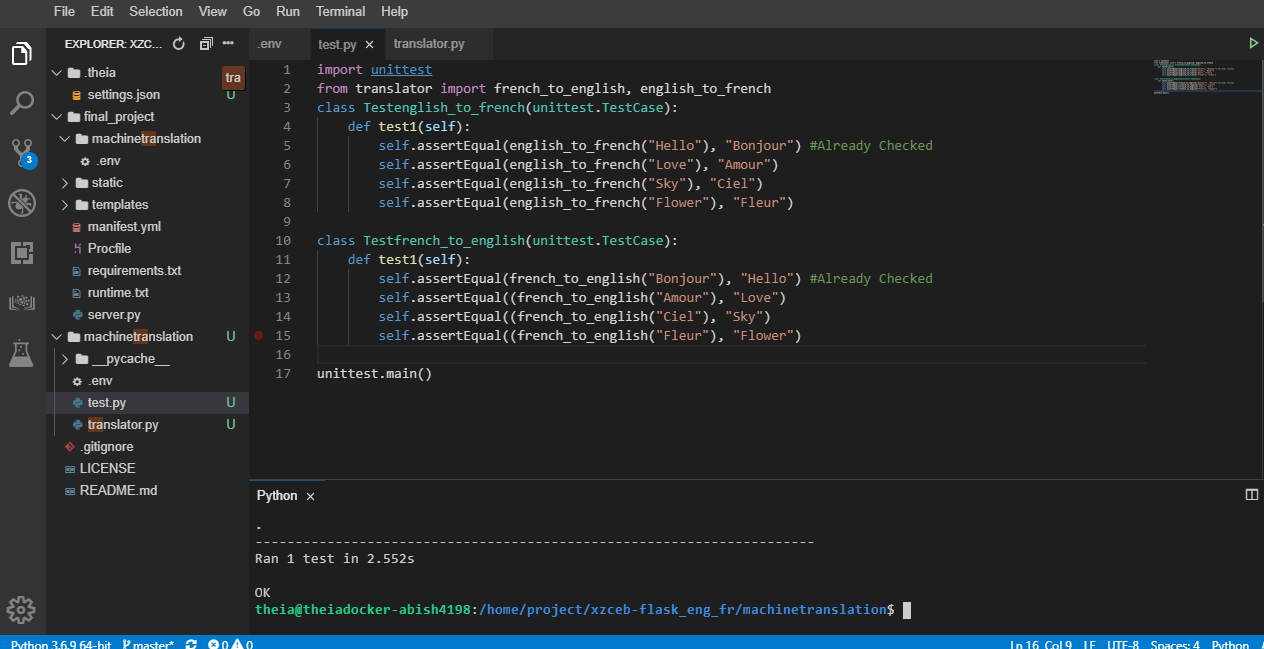 File Edit Selection View Go Run Terminal Help
EXPLORER: XZC...
.env test.py × translator.py
.theia
tra
settings.json U
final_project
machinetranslation
.env
3
static
templates
manifest.yml
Procfile
requirements.txt
runtime.txt
server.py
machinetranslation U
__pycache__
.env
test.py U
translator.py U
.gitignore
LICENSE
README.md
1 import unittest
2 from translator import french_to_english, english_to_french
3 class Testenglish_to_french(unittest.TestCase):
4 def test1(self):
5 self.assertEqual(english_to_french("Hello"), "Bonjour") #Already Checked
6 self.assertEqual(english_to_french("Love"), "Amour")
7 self.assertEqual(english_to_french("Sky"), "Ciel")
8 self.assertEqual(english_to_french("Flower"), "Fleur")
9
10 class Testfrench_to_english(unittest.TestCase):
11 def test1(self):
12 self.assertEqual(french_to_english("Bonjour"), "Hello") #Already Checked
13 self.assertEqual((french_to_english("Amour"), "Love")
14 self.assertEqual((french_to_english("Ciel"), "Sky")
15 self.assertEqual((french_to_english("Fleur"), "Flower")
16
17 unittest.main()
Python ×
.
----------------------------------------------------------------------
Ran 1 test in 2.552s
OK
theia@theiadocker-abish4198:/home/project/xzceb-flask_eng_fr/machinetranslation$
Python 3.6.9 64-bit master* 0 0 Ln 16, Col 9 LF UTF-8 Spaces: 4 Python